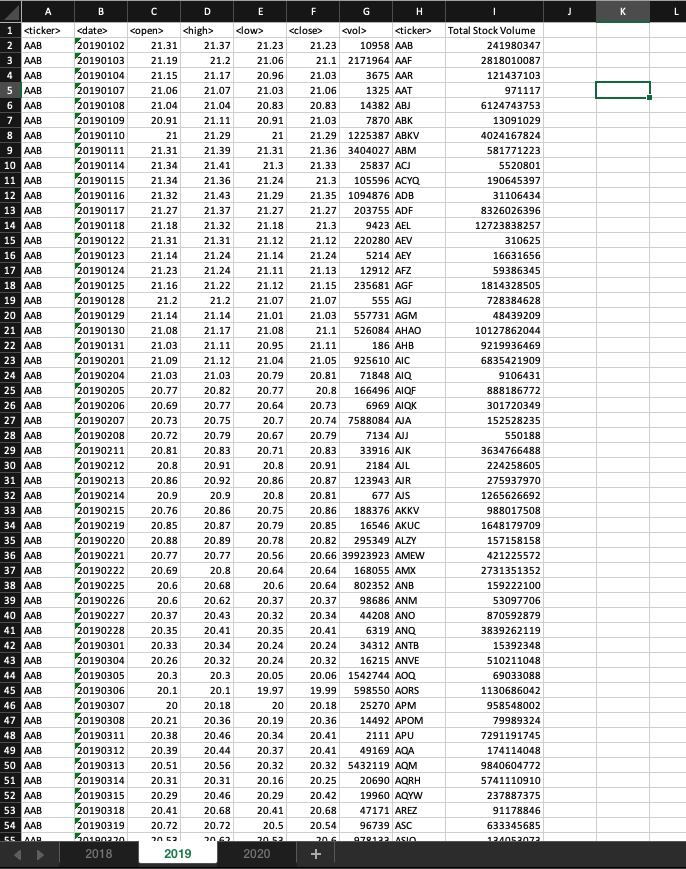 A B C D E F G H I J K L
1 <ticker> <date> <open> <high> <low> <close> <vol> <ticker> Total Stock Volume
2 AAB 20190102 21.31 21.37 21.23 21.23 10958 AAB 241980347
3 AAB 20190103 21.19 21.2 21.06 21.1 2171964 AAF 2818010087
4 AAB 20190104 21.15 21.17 20.96 21.03 3675 AAR 121437103
5 AAB 20190107 21.06 21.07 21.03 21.06 1325 AAT 971117
6 AAB 20190108 21.04 21.04 20.83 20.83 14382 ABJ 6124743753
7 AAB 20190109 20.91 21.11 20.91 21.03 7870 ABK 13091029
8 AAB 20190110 21 21.29 21 21.29 1225387 ABKV 4024167824
9 AAB 20190111 21.31 21.39 21.31 21.36 3404027 ABM 581771223
10 AAB 20190114 21.34 21.41 21.3 21.33 25837 ACJ 5520801
11 AAB 20190115 21.34 21.36 21.24 21.3 105596 ACYQ 190645397
12 AAB 20190116 21.32 21.43 21.29 21.35 1094876 ADB 31106434
13 AAB 20190117 21.27 21.37 21.27 21.27 203755 ADF 8326026396
14 AAB 20190118 21.18 21.32 21.18 21.3 9423 AEL 12723838257
15 AAB 20190122 21.31 21.31 21.12 21.12 220280 AEV 310625
16 AAB 20190123 21.14 21.24 21.14 21.24 5214 AEY 16631656
17 AAB 20190124 21.23 21.24 21.11 21.13 12912 AFZ 59386345
18 AAB 20190125 21.16 21.22 21.12 21.15 235681 AGF 1814328505
19 AAB 20190128 21.2 21.2 21.07 21.07 555 AGJ 728384628
20 AAB 20190129 21.14 21.14 21.01 21.03 557731 AGM 48439209
21 AAB 20190130 21.08 21.17 21.08 21.1 526084 AHAO 10127862044
22 AAB 20190131 21.03 21.11 20.95 21.11 186 AHB 9219936469
23 AAB 20190201 21.09 21.12 21.04 21.05 925610 AIC 6835421909
24 AAB 20190204 21.03 21.03 20.79 20.81 71848 AIQ 9106431
25 AAB 20190205 20.77 20.82 20.77 20.8 166496 AIQF 888186772
26 AAB 20190206 20.69 20.77 20.64 20.73 6969 AIQK 301720349
27 AAB 20190207 20.73 20.75 20.7 20.74 7588084 AJA 152528235
28 AAB 20190208 20.72 20.79 20.67 20.79 7134 AJJ 550188
29 AAB 20190211 20.81 20.83 20.71 20.83 33916 AJK 3634766488
30 AAB 20190212 20.8 20.91 20.8 20.91 2184 AJL 224258605
31 AAB 20190213 20.86 20.92 20.86 20.87 123943 AJR 275937970
32 AAB 20190214 20.9 20.9 20.8 20.81 677 AJS 1265626692
33 AAB 20190215 20.76 20.86 20.75 20.86 188376 AKKV 988017508
34 AAB 20190219 20.85 20.87 20.79 20.85 16546 AKUC 1648179709
35 AAB 20190220 20.88 20.89 20.78 20.82 295349 ALZY 157158158
36 AAB 20190221 20.77 20.77 20.56 20.66 39923923 AMEW 421225572
37 AAB 20190222 20.69 20.8 20.64 20.64 168055 AMX 2731351352
38 AAB 20190225 20.6 20.68 20.6 20.64 802352 ANB 159222100
39 AAB 20190226 20.6 20.62 20.37 20.37 98686 ANM 53097706
40 AAB 20190227 20.37 20.43 20.32 20.34 44208 ANO 870592879
41 AAB 20190228 20.35 20.41 20.35 20.41 6319 ANQ 3839262119
42 AAB 20190301 20.33 20.34 20.24 20.24 34312 ANTB 15392348
43 AAB 20190304 20.26 20.32 20.24 20.32 16215 ANVE 510211048
44 AAB 20190305 20.3 20.3 20.05 20.06 1542744 AOQ 69033088
45 AAB 20190306 20.1 20.1 19.97 19.99 598550 AORS 1130686042
46 AAB 20190307 20 20.18 20 20.18 25270 APM 958548002
47 AAB 20190308 20.21 20.36 20.19 20.36 14492 APOM 79989324
48 AAB 20190311 20.38 20.46 20.34 20.41 2111 APU 7291191745
49 AAB 20190312 20.39 20.44 20.37 20.41 49169 AQA 174114048
50 AAB 20190313 20.51 20.56 20.32 20.32 5432119 AQM 9840604772
51 AAB 20190314 20.31 20.31 20.16 20.25 20690 AQRH 5741110910
52 AAB 20190315 20.29 20.46 20.29 20.42 19960 AQYW 237887375
53 AAB 20190318 20.41 20.68 20.41 20.68 47171 AREZ 91178846
54 AAB 20190319 20.72 20.72 20.5 20.54 96739 ASC 633345685
55 AAB 20190320 20.53 20.62 20.53 20.6 978133 ASIO
2018 2019 2020 +